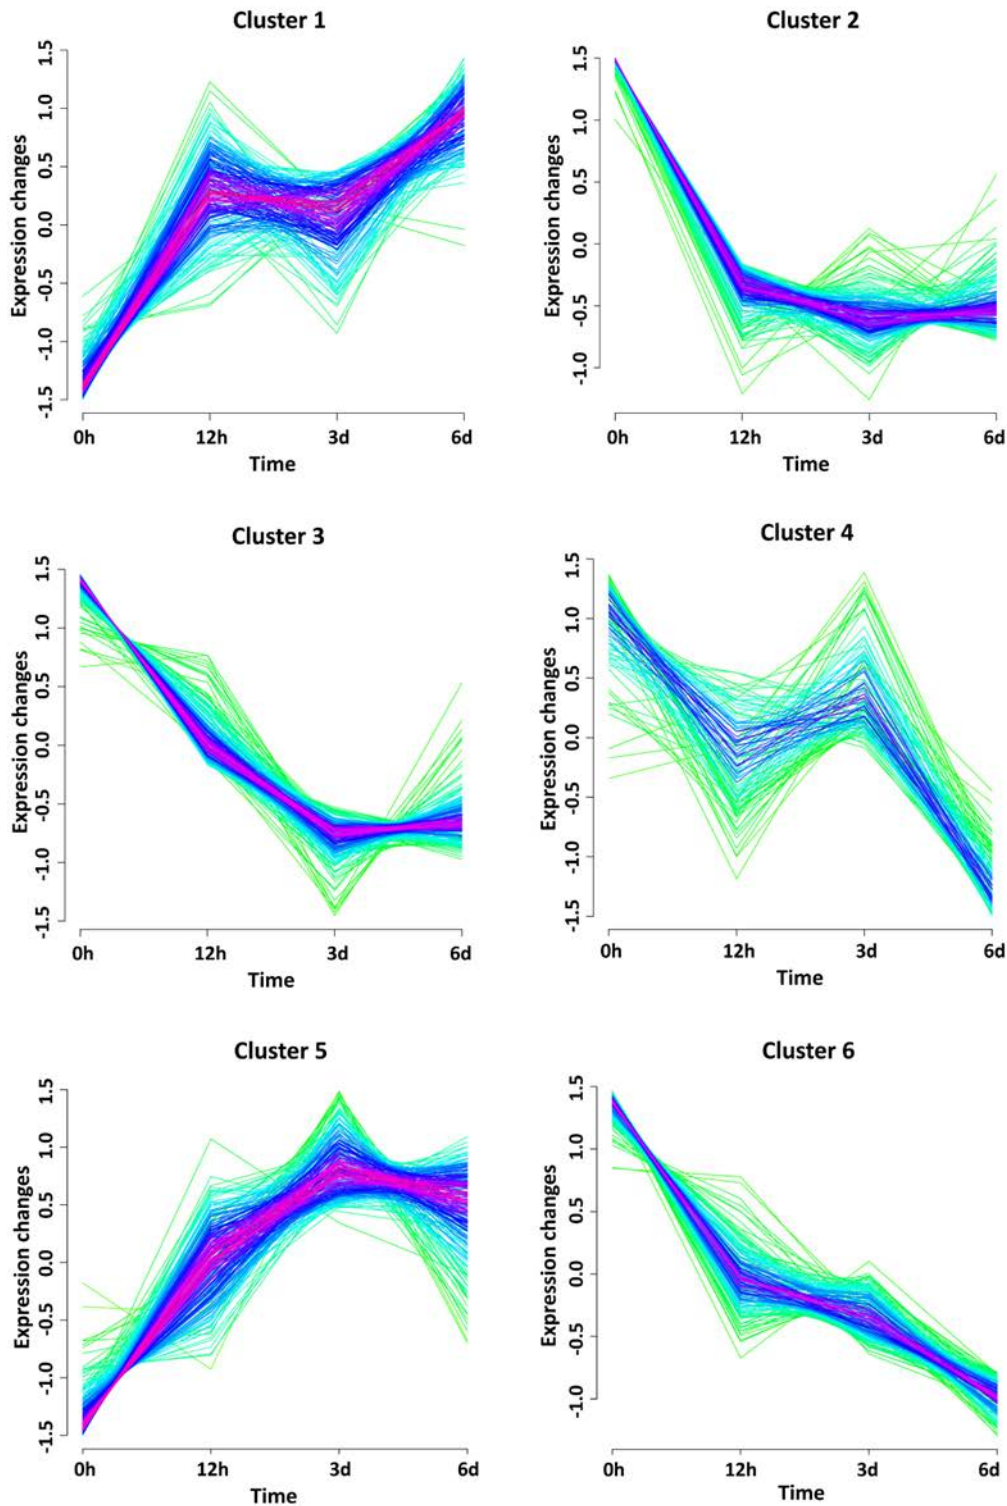 Cluster 1
Expression changes
1.5
1.0
0.5
0.0
-0.5
-1.0
-1.5
0h 12h 3d 6d
Time
Cluster 2
Expression changes
1.5
1.0
0.5
0.0
-0.5
-1.0
0h 12h 3d 6d
Time
Cluster 3
Expression changes
1.5
1.0
0.5
0.0
-0.5
-1.0
-1.5
0h 12h 3d 6d
Time
Cluster 4
Expression changes
1.5
1.0
0.5
0.0
-0.5
-1.0
-1.5
0h 12h 3d 6d
Time
Cluster 5
Expression changes
1.5
1.0
0.5
0.0
-0.5
-1.0
-1.5
0h 12h 3d 6d
Time
Cluster 6
Expression changes
1.5
1.0
0.5
0.0
-0.5
-1.0
0h 12h 3d 6d
Time